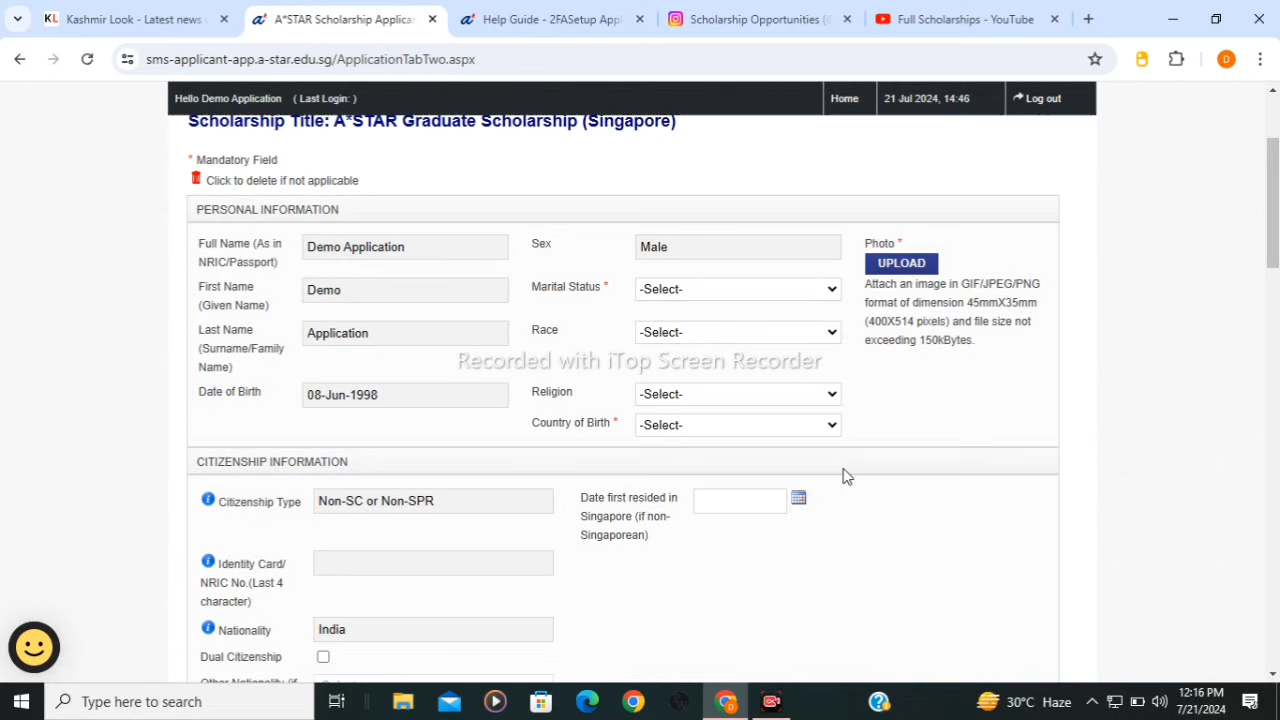 Kashmir Look - Latest news
A*STAR Scholarship Applican
Help Guide - 2FASetup App
Scholarship Opportunities (
Full Scholarships - YouTube
sms-applicant-app.a-star.edu.sg/ApplicationTabTwo.aspx
D
Hello Demo Application ( Last Login: )
Home
21 Jul 2024, 14:46
Log out
Scholarship Title: A*STAR Graduate Scholarship (Singapore)
* Mandatory Field
Click to delete if not applicable
PERSONAL INFORMATION
Full Name (As in
NRIC/Passport)
Demo Application
Sex
Male
Photo *
UPLOAD
Attach an image in GIF/JPEG/PNG
format of dimension 45mmX35mm
(400X514 pixels) and file size not
exceeding 150kBytes.
First Name
(Given Name)
Demo
Marital Status *
-Select-
Last Name
(Surname/Family
Name)
Application
Race
-Select-
Recorded with iTop Screen Recorder
Date of Birth
08-Jun-1998
Religion
-Select-
Country of Birth *
-Select-
CITIZENSHIP INFORMATION
Citizenship Type
Non-SC or Non-SPR
Date first resided in
Singapore (if non-
Singaporean)
Identity Card/
NRIC No.(Last 4
character)
Nationality
India
Dual Citizenship
Other Nationality (if
Type here to search
30°C Haze
12:16 PM
7/21/2024